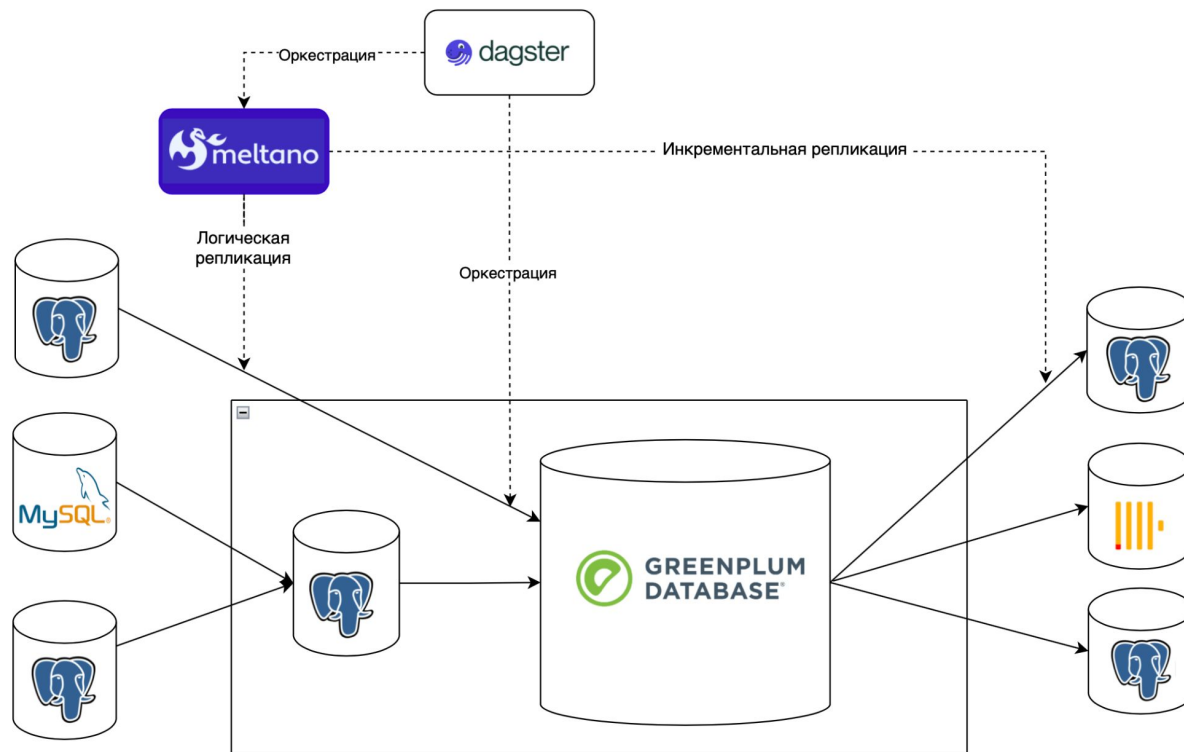 dagster
Оркестрация
meltano
Инкрементальная репликация
Логическая
репликация
Оркестрация
MySQL®
GREENPLUM
DATABASE®